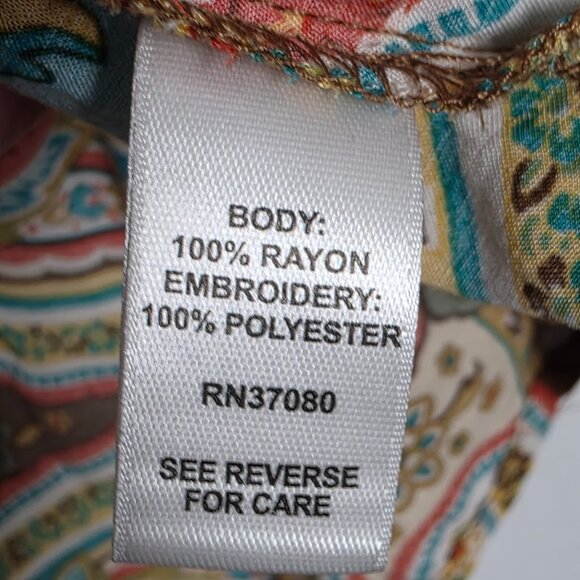 BODY:
100% RAYON
EMBROIDERY:
100% POLYESTER
RN37080
SEE REVERSE
FOR CARE